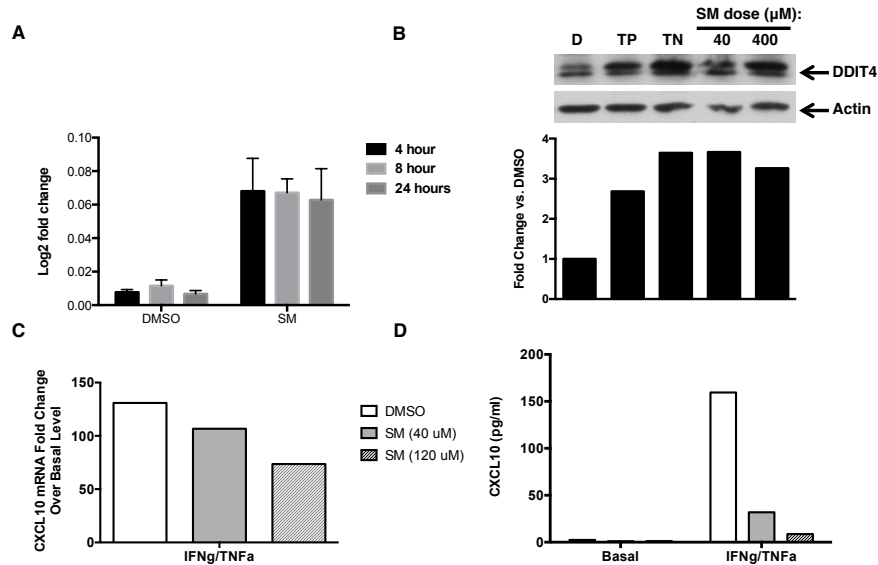 A
Log2 fold change
0.10
0.08
0.06
0.04
0.02
0.00
DMSO
SM
4 hour
8 hour
24 hours
B
SM dose (µM):
D TP TN 40 400
DDIT4
Actin
Fold Change vs. DMSO
4
3
2
1
0
C
CXCL10 mRNA Fold Change
Over Basal Level
150
100
50
0
IFNg/TNFa
DMSO
SM (40 uM)
SM (120 uM)
D
CXCL10 (pg/ml)
200
150
100
50
0
Basal
IFNg/TNFa